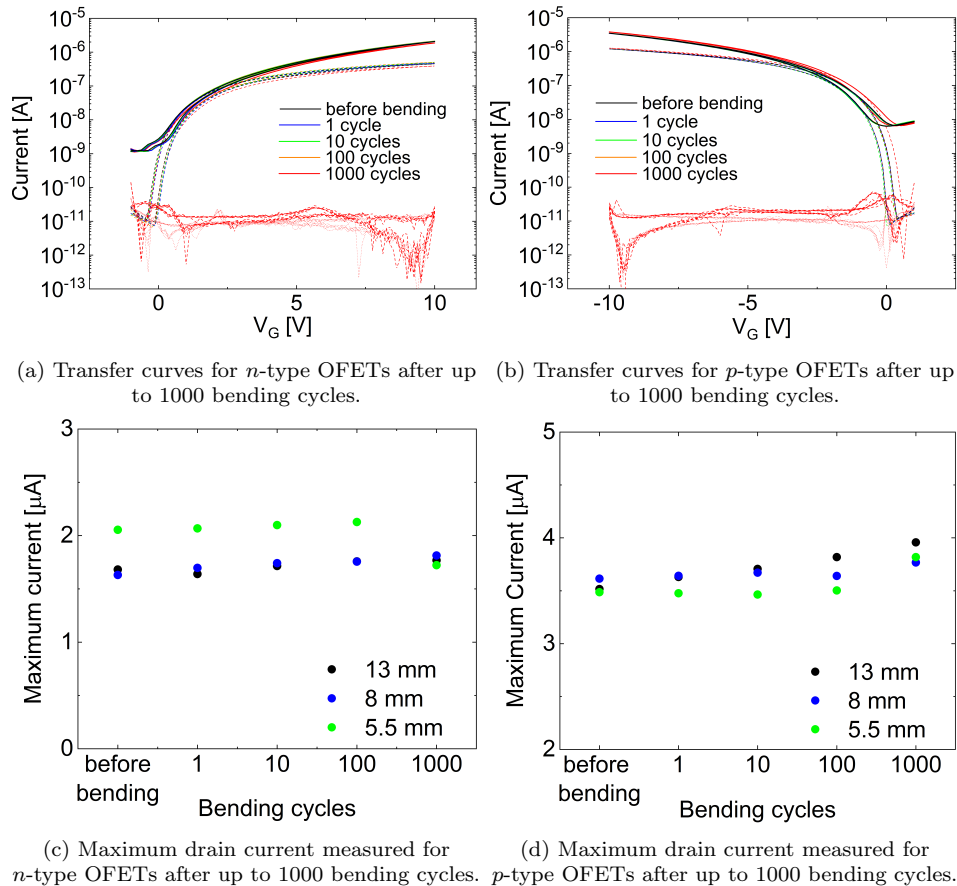 10⁻⁵
10⁻⁶
10⁻⁷
10⁻⁸
10⁻⁹
10⁻¹⁰
10⁻¹¹
10⁻¹²
10⁻¹³
Current [A]
before bending
1 cycle
10 cycles
100 cycles
1000 cycles
0 5 10
V_G [V]
(a) Transfer curves for n-type OFETs after up
to 1000 bending cycles.
10⁻⁵
10⁻⁶
10⁻⁷
10⁻⁸
10⁻⁹
10⁻¹⁰
10⁻¹¹
10⁻¹²
10⁻¹³
Current [A]
before bending
1 cycle
10 cycles
100 cycles
1000 cycles
-10 -5 0
V_G [V]
(b) Transfer curves for p-type OFETs after up
to 1000 bending cycles.
3
2
1
0
Maximum current [μA]
13 mm
8 mm
5.5 mm
before bending 1 10 100 1000
Bending cycles
(c) Maximum drain current measured for
n-type OFETs after up to 1000 bending cycles.
5
4
3
2
Maximum Current [μA]
13 mm
8 mm
5.5 mm
before bending 1 10 100 1000
Bending cycles
(d) Maximum drain current measured for
p-type OFETs after up to 1000 bending cycles.